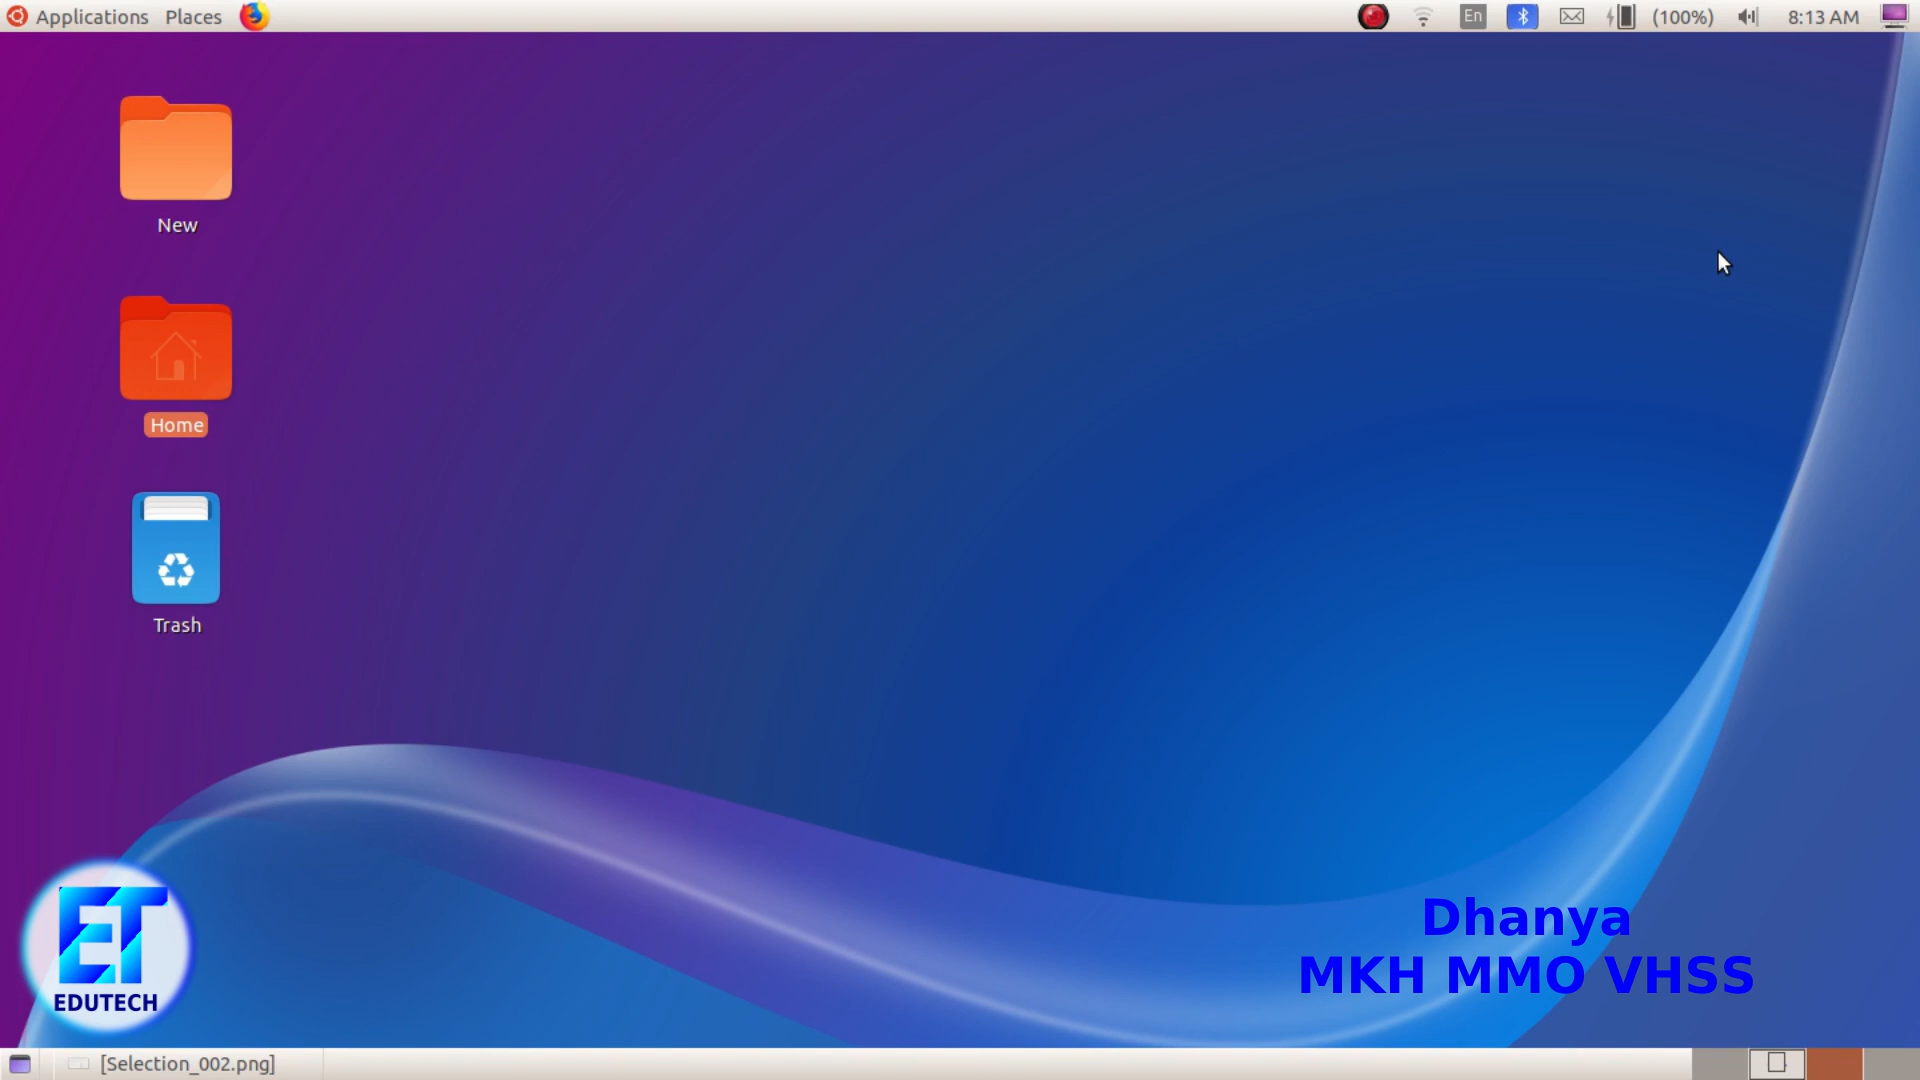 Applications Places
En (100%) 8:13 AM
New
Home
Trash
ET
EDUTECH
Dhanya
MKH MMO VHSS
[Selection_002.png]